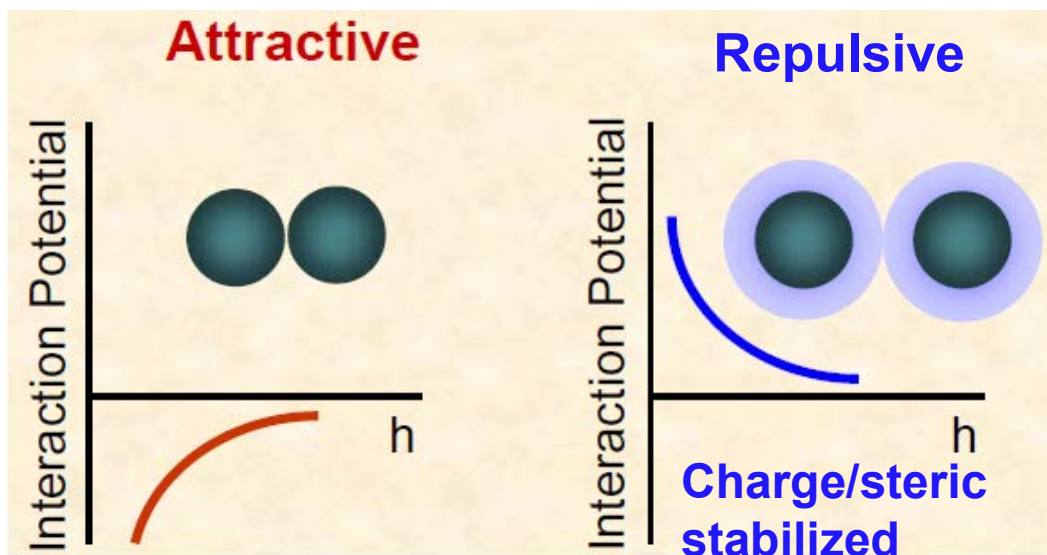 Attractive
Interaction Potential
h
Repulsive
Interaction Potential
h
Charge/steric
stabilized